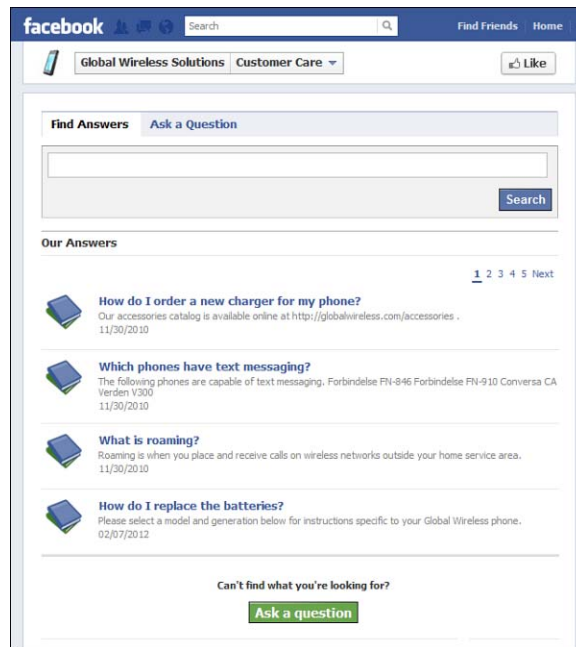 facebook
Search
Find Friends
Home
Global Wireless Solutions
Customer Care
Like
Find Answers
Ask a Question
Search
Our Answers
1 2 3 4 5 Next
How do I order a new charger for my phone?
Our accessories catalog is available online at http://globalwireless.com/accessories .
11/30/2010
Which phones have text messaging?
The following phones are capable of text messaging. Forbindelse FN-846 Forbindelse FN-910 Conversa CA
Verden V300
11/30/2010
What is roaming?
Roaming is when you place and receive calls on wireless networks outside your home service area.
11/30/2010
How do I replace the batteries?
Please select a model and generation below for instructions specific to your Global Wireless phone.
02/07/2012
Can't find what you're looking for?
Ask a question